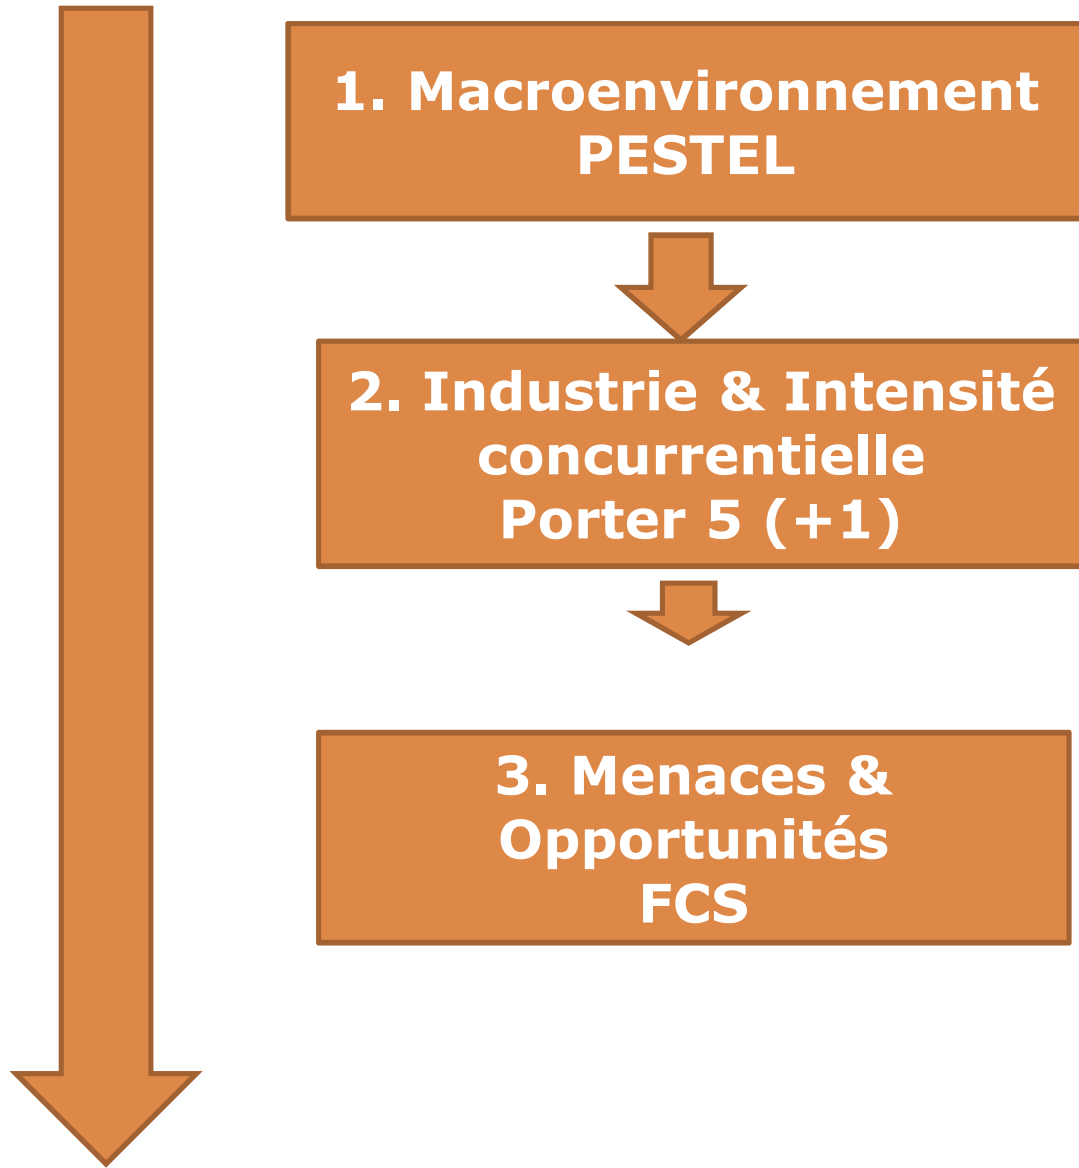 1. Macroenvironnement
PESTEL
2. Industrie & Intensité
concurrentielle
Porter 5 (+1)
3. Menaces &
Opportunités
FCS